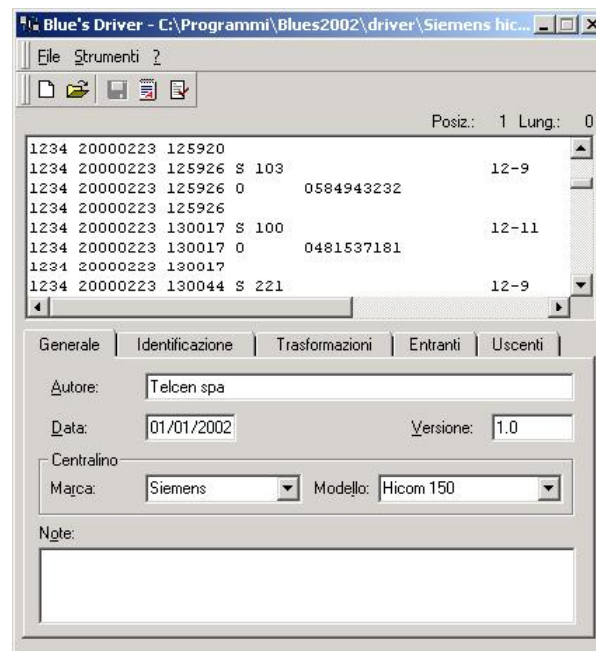 Blue's Driver - C:\Programmi\Blues2002\driver\Siemens hic...
File Strumenti ?
Posiz.: 1 Lung.: 0
1234 20000223 125920
1234 20000223 125926 S 103 12-9
1234 20000223 125926 O 0584943232
1234 20000223 125926
1234 20000223 130017 S 100 12-11
1234 20000223 130017 O 0481537181
1234 20000223 130017
1234 20000223 130044 S 221 12-9
Generale Identificazione Trasformazioni Entranti Uscenti
Autore: Telcen spa
Data: 01/01/2002 Versione: 1.0
Centralino
Marca: Siemens Modello: Hicom 150
Note: